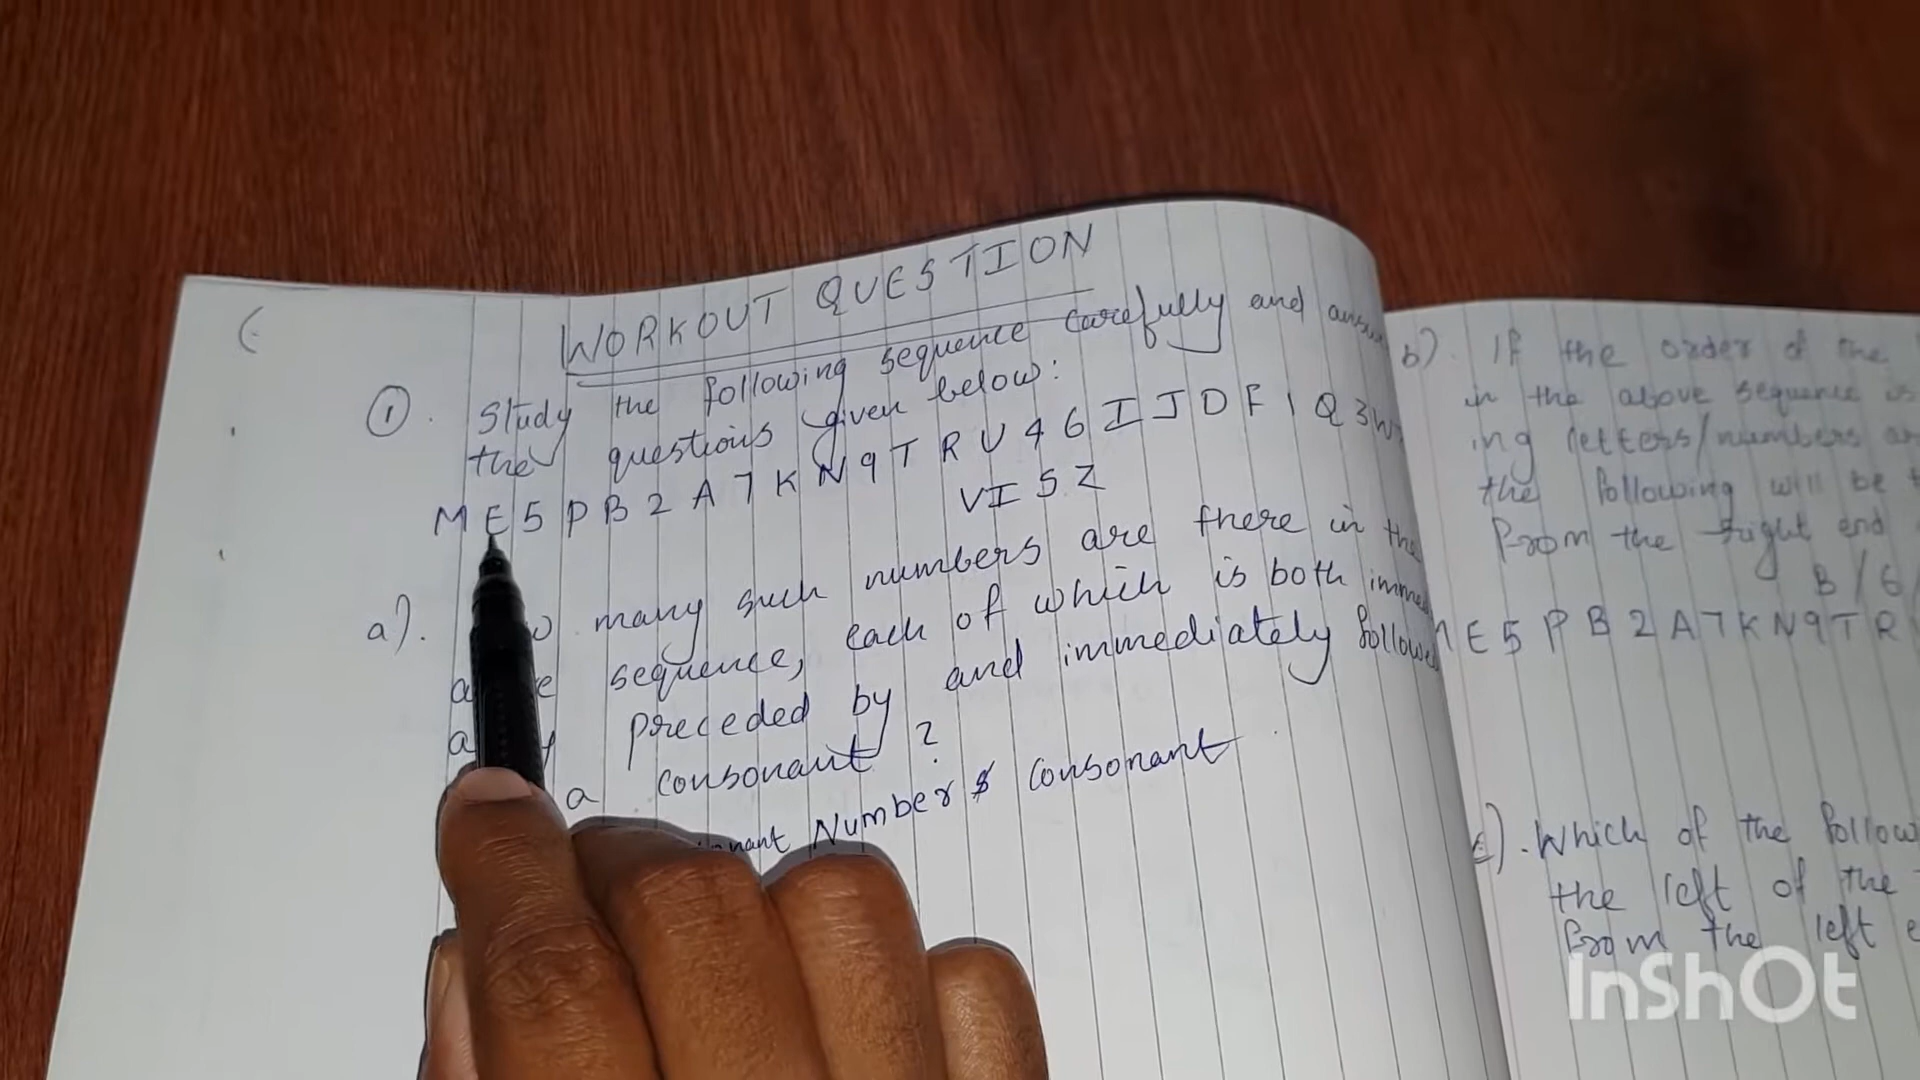 WORKOUT QUESTION
1. Study the following sequence carefully and
the questions given below:
M E 5 P B 2 A 7 K N 9 T R U 4 6 I J D F 1 Q 3 W
V I S Z
a). many such numbers are there in the
sequence, each of which is both
preceded by and immediately followed
a consonant ?
Number & consonant
b). If the order of the
in the above sequence is
ing letters/numbers
the following will be
From the right end
B / 6 /
E 5 P B 2 A 7 K N 9 T R
c). Which of the
the left of the
From the left
InShOt